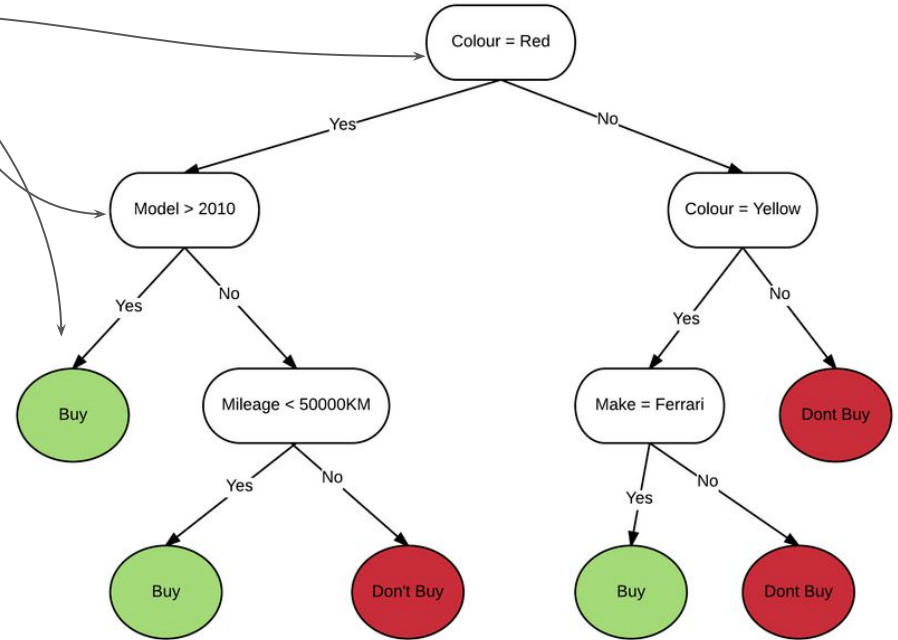 Colour = Red
Yes
No
Model > 2010
Colour = Yellow
Yes
No
Yes
No
Buy
Mileage < 50000KM
Make = Ferrari
Dont Buy
Yes
No
Yes
No
Buy
Don't Buy
Buy
Dont Buy